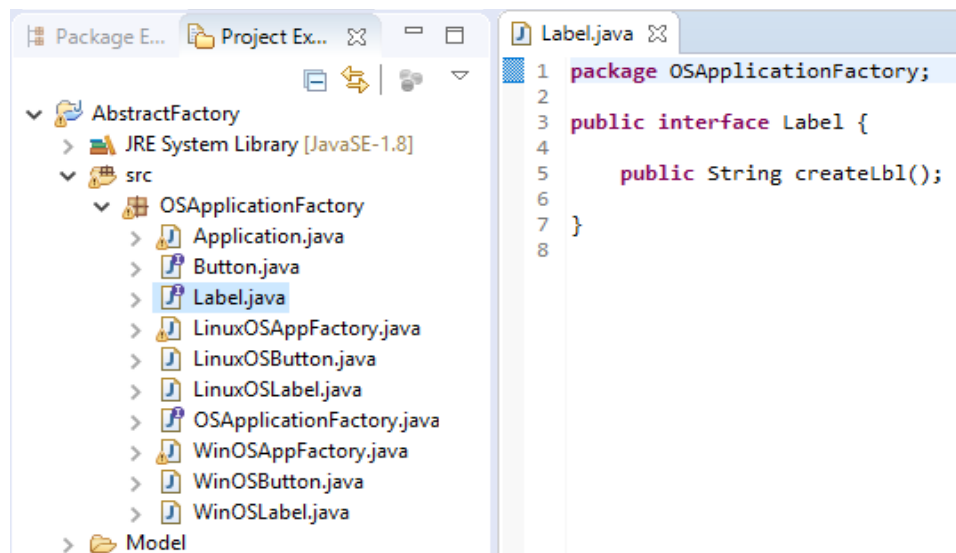 Package E... Project Ex...
AbstractFactory
JRE System Library [JavaSE-1.8]
src
OSApplicationFactory
Application.java
Button.java
Label.java
LinuxOSAppFactory.java
LinuxOSButton.java
LinuxOSLabel.java
OSApplicationFactory.java
WinOSAppFactory.java
WinOSButton.java
WinOSLabel.java
Model
Label.java
1 package OSApplicationFactory;
2
3 public interface Label {
4
5 public String createLbl();
6
7 }
8